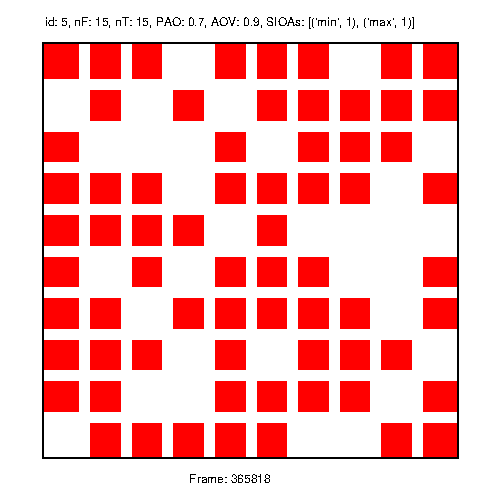 id: 5, nF: 15, nT: 15, PAO: 0.7, AOV: 0.9, SIOAs: [('min', 1), ('max', 1)]
Frame: 365818